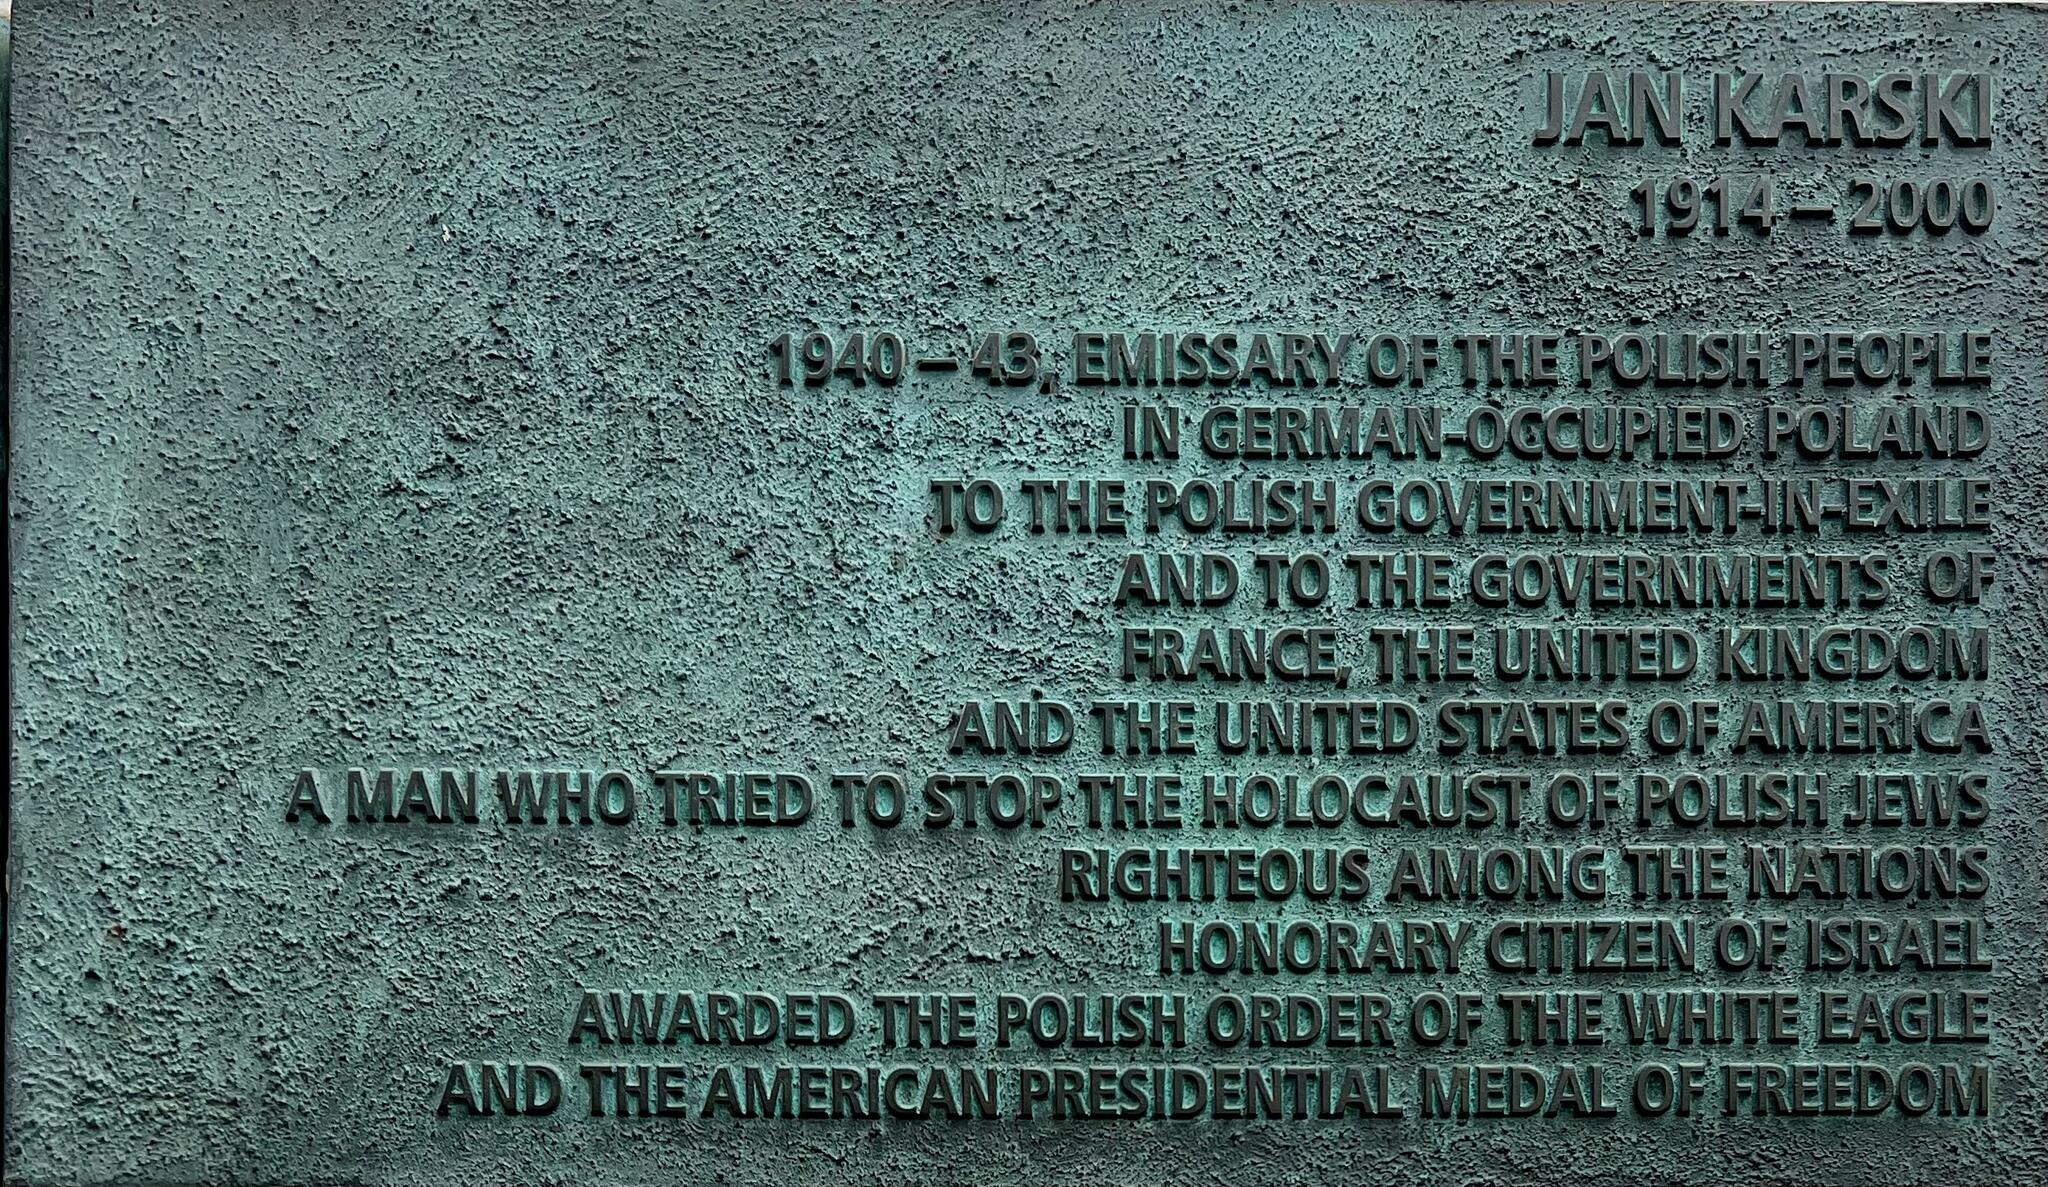 JAN KARSKI
1914 – 2000
1940 – 43, EMISSARY OF THE POLISH PEOPLE
IN GERMAN-OCCUPIED POLAND
TO THE POLISH GOVERNMENT-IN-EXILE
AND TO THE GOVERNMENTS OF
FRANCE, THE UNITED KINGDOM
AND THE UNITED STATES OF AMERICA
A MAN WHO TRIED TO STOP THE HOLOCAUST OF POLISH JEWS
RIGHTEOUS AMONG THE NATIONS
HONORARY CITIZEN OF ISRAEL
AWARDED THE POLISH ORDER OF THE WHITE EAGLE
AND THE AMERICAN PRESIDENTIAL MEDAL OF FREEDOM